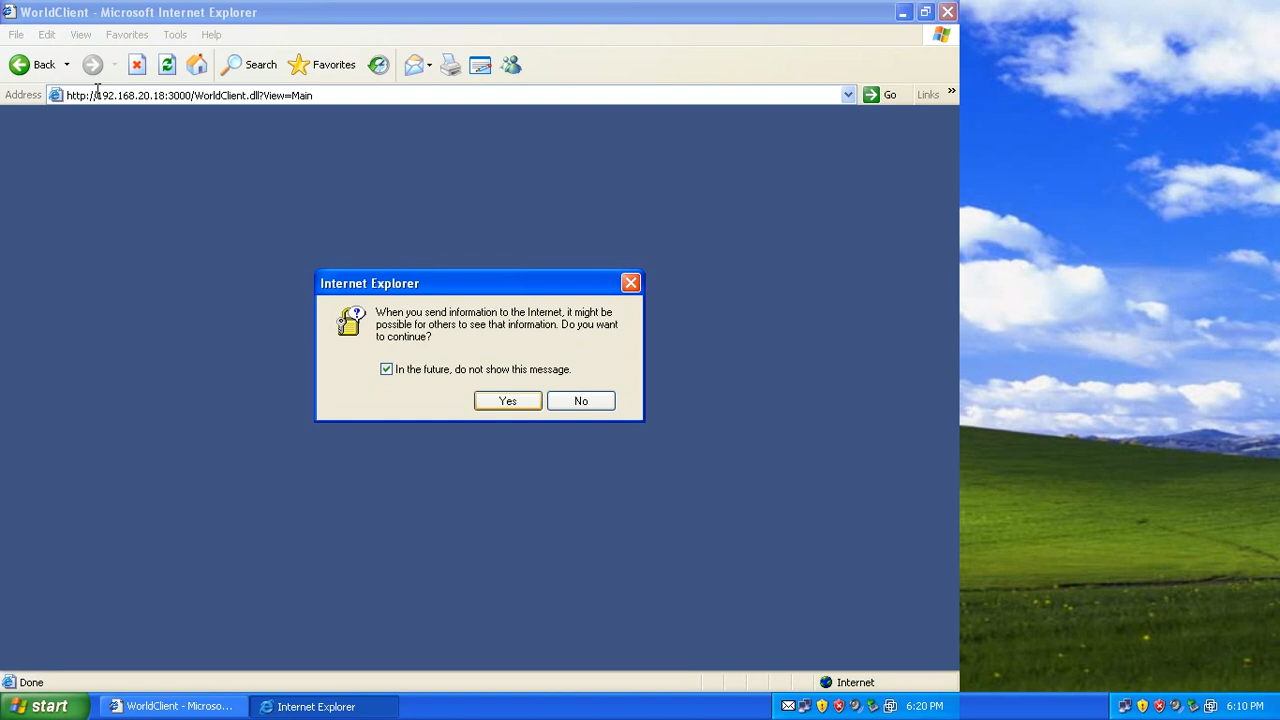 WorldClient - Microsoft Internet Explorer
File Edit View Favorites Tools Help
Back Search Favorites
Address http://192.168.20.18:3000/WorldClient.dll?View=Main Go Links »
Internet Explorer
When you send information to the Internet, it might be
possible for others to see that information. Do you want
to continue?
In the future, do not show this message.
Yes No
Done Internet
start WorldClient - Microso... Internet Explorer 6:20 PM 6:10 PM